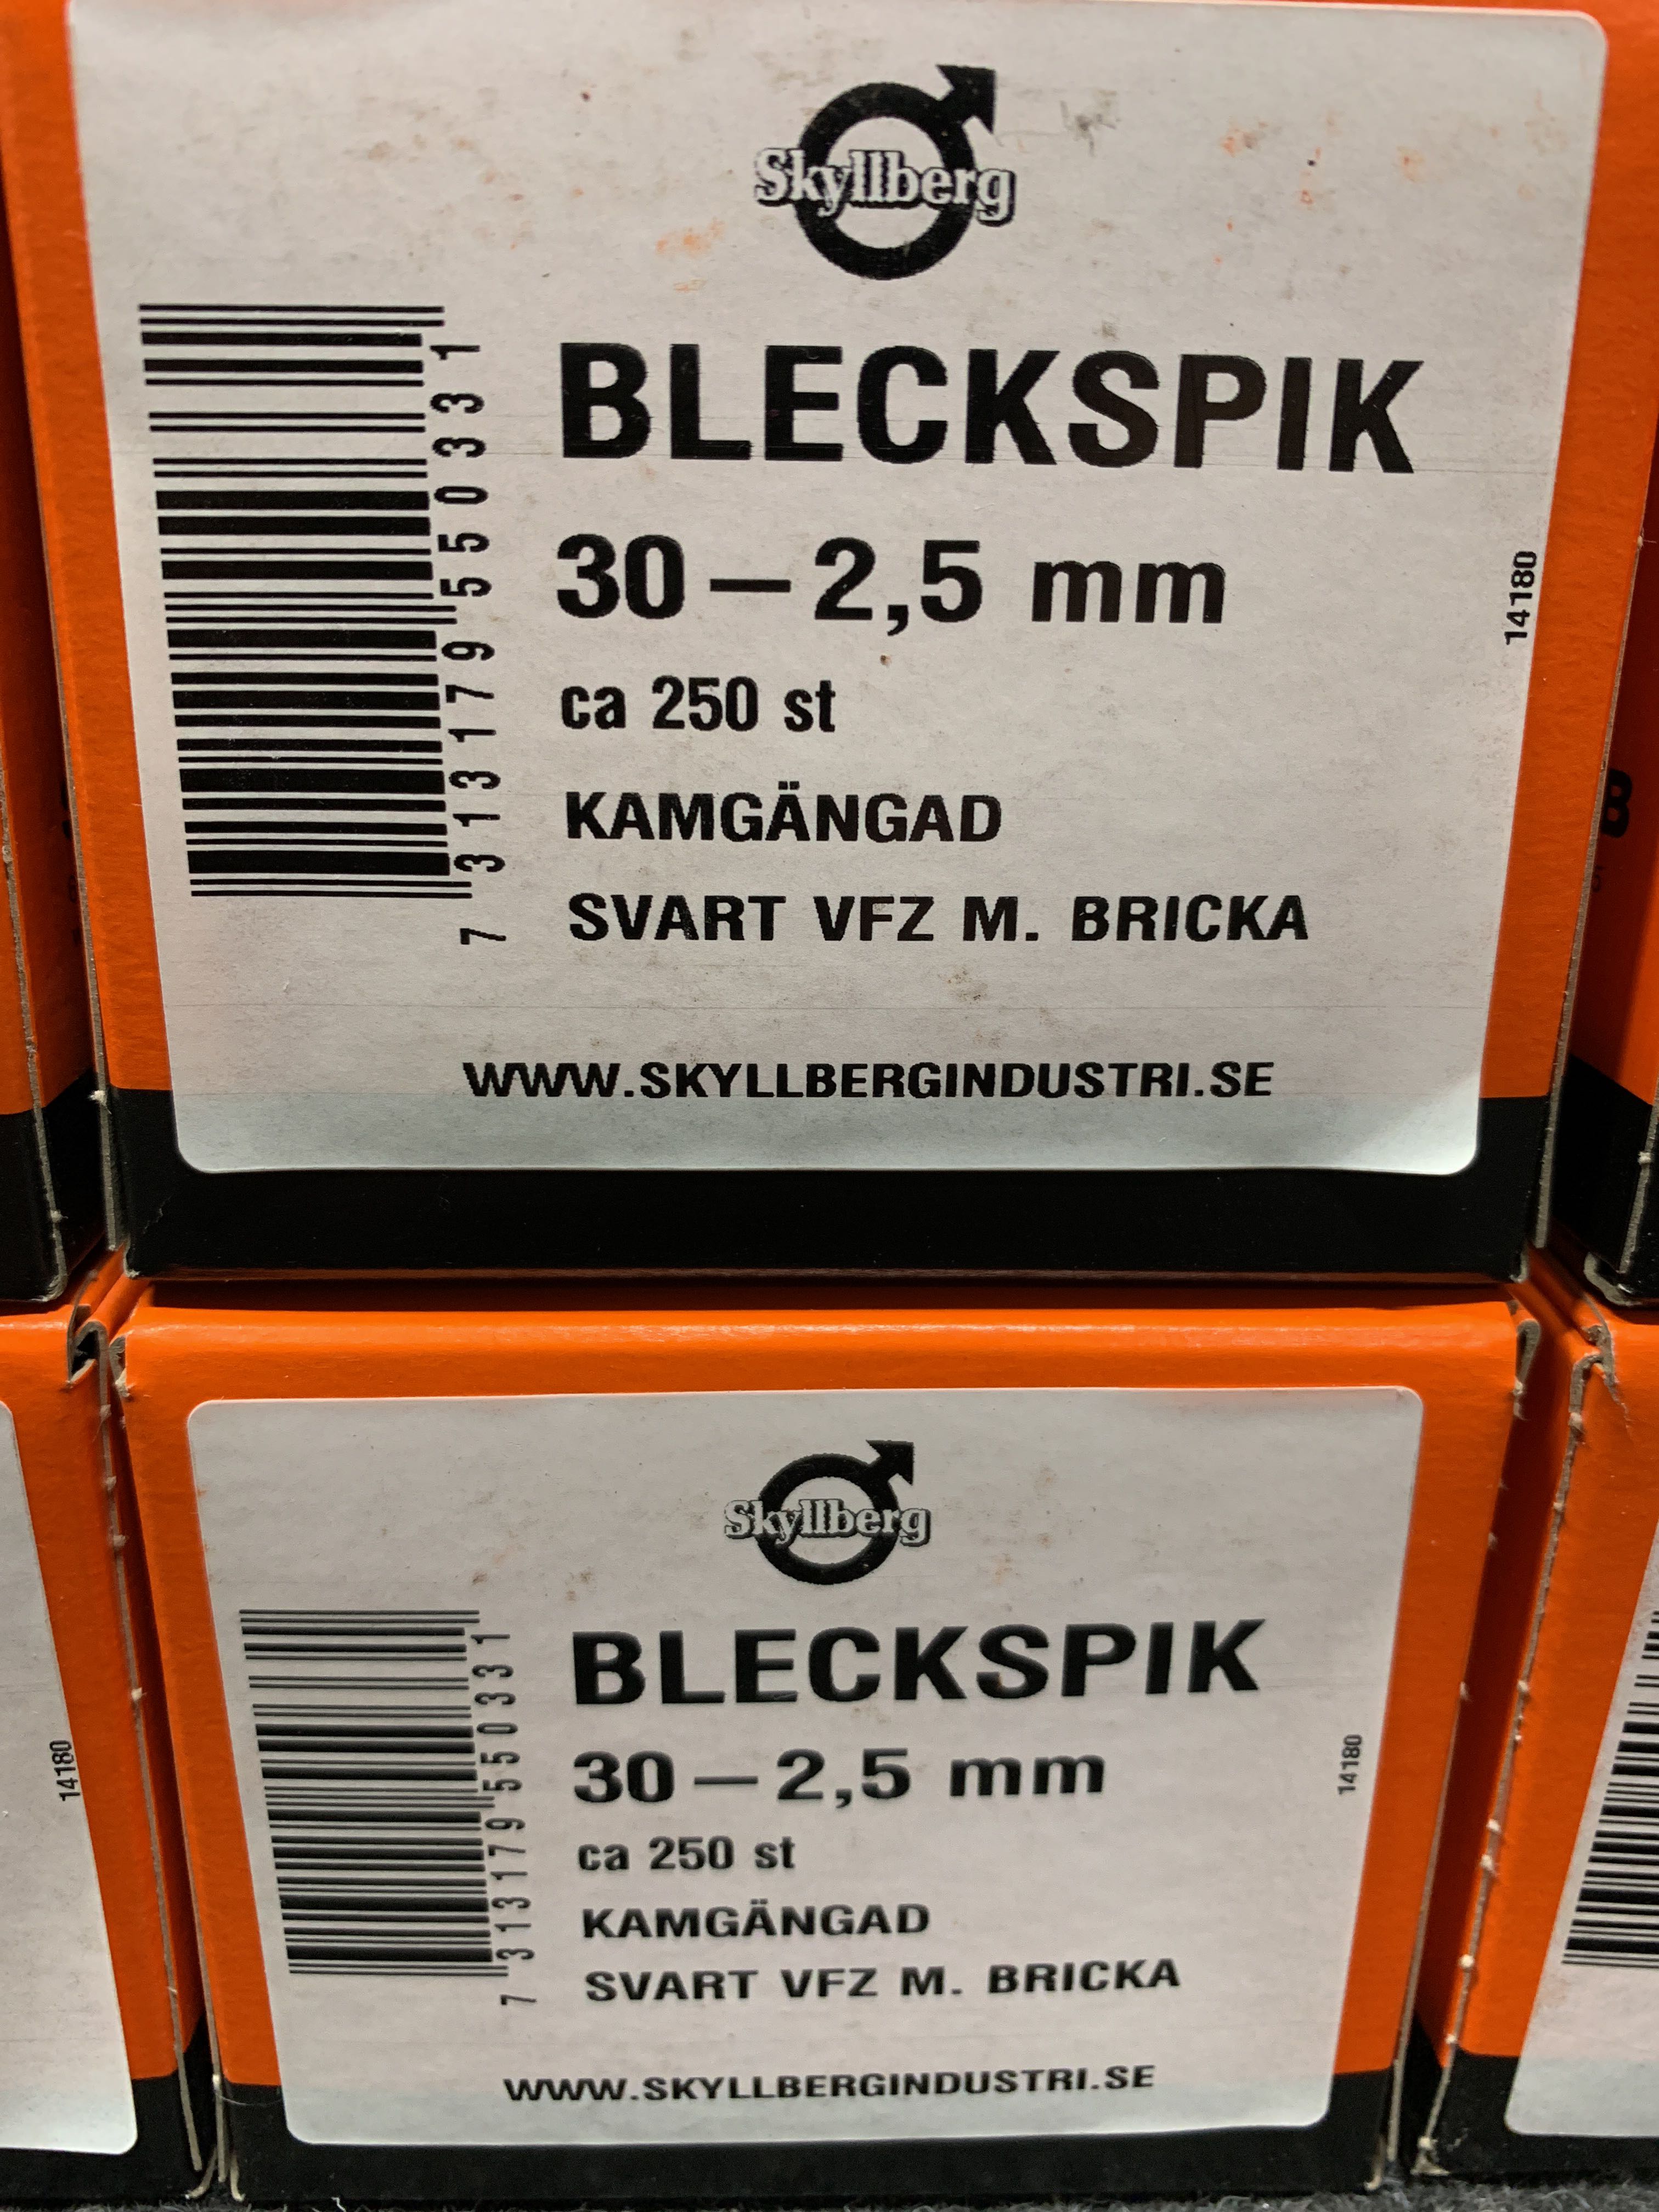 Skyllberg
BLECKSPIK
30 – 2,5 mm
ca 250 st
KAMGÄNGAD
SVART VFZ M. BRICKA
WWW.SKYLLBERGINDUSTRI.SE
7 313179 550331
14180
B
Skyllberg
BLECKSPIK
30 – 2,5 mm
ca 250 st
KAMGÄNGAD
SVART VFZ M. BRICKA
WWW.SKYLLBERGINDUSTRI.SE
7 313179 550331
14180
14180